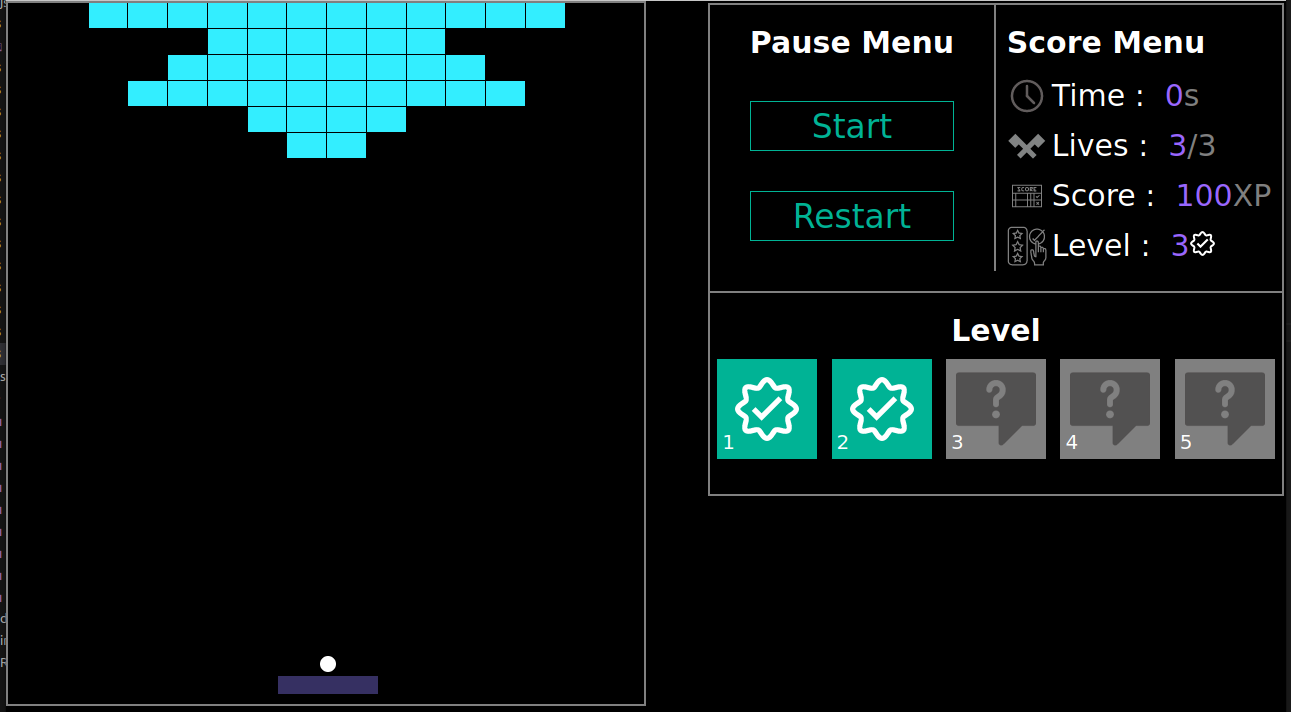 Pause Menu
Start
Restart
Score Menu
Time : 0s
Lives : 3/3
SCORE
Score : 100XP
Level : 3
Level
1
2
? 3
? 4
? 5